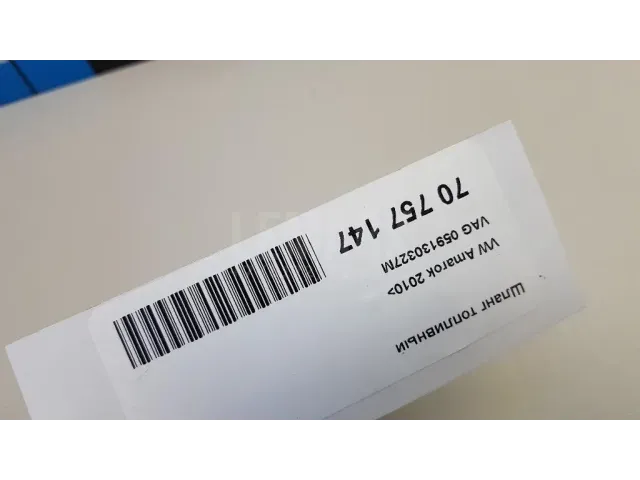 Шланг топливный
VW Amarok 2010>
VAG 059130327M
70 757 147